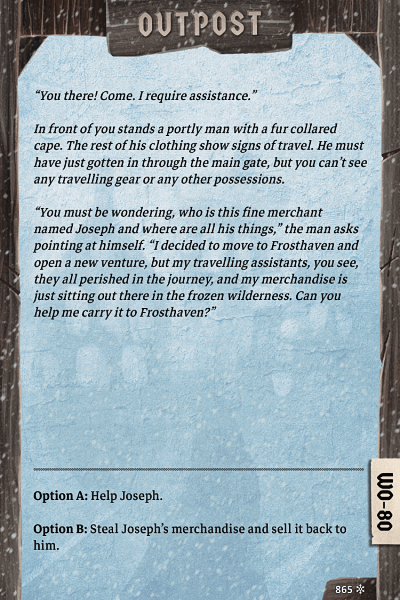 OUTPOST
“You there! Come. I require assistance.”
In front of you stands a portly man with a fur collared
cape. The rest of his clothing show signs of travel. He must
have just gotten in through the main gate, but you can’t see
any travelling gear or any other possessions.
“You must be wondering, who is this fine merchant
named Joseph and where are all his things,” the man asks
pointing at himself. “I decided to move to Frosthaven and
open a new venture, but my travelling assistants, you see,
they all perished in the journey, and my merchandise is
just sitting out there in the frozen wilderness. Can you
help me carry it to Frosthaven?”
Option A: Help Joseph.
Option B: Steal Joseph’s merchandise and sell it back to
him.
WO-80
865